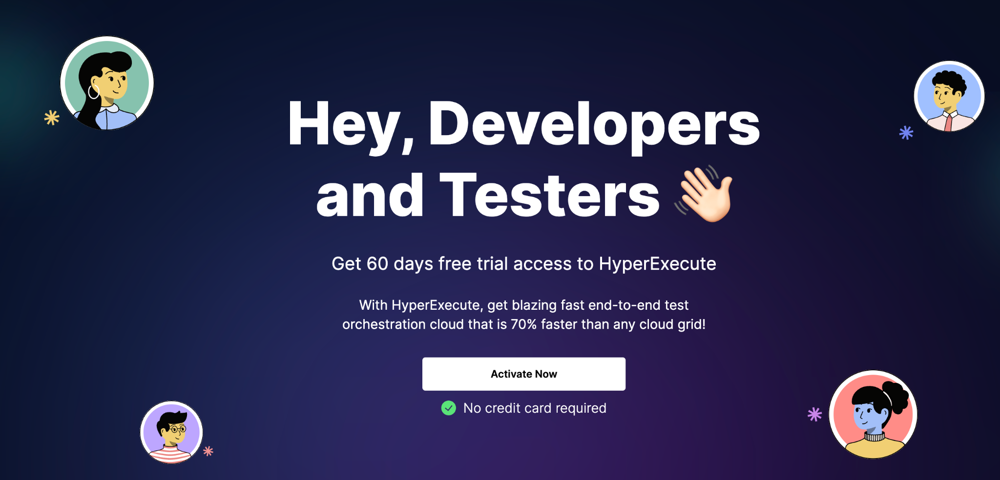 Hey, Developers
and Testers 👋🏻
Get 60 days free trial access to HyperExecute
With HyperExecute, get blazing fast end-to-end test
orchestration cloud that is 70% faster than any cloud grid!
Activate Now
No credit card required